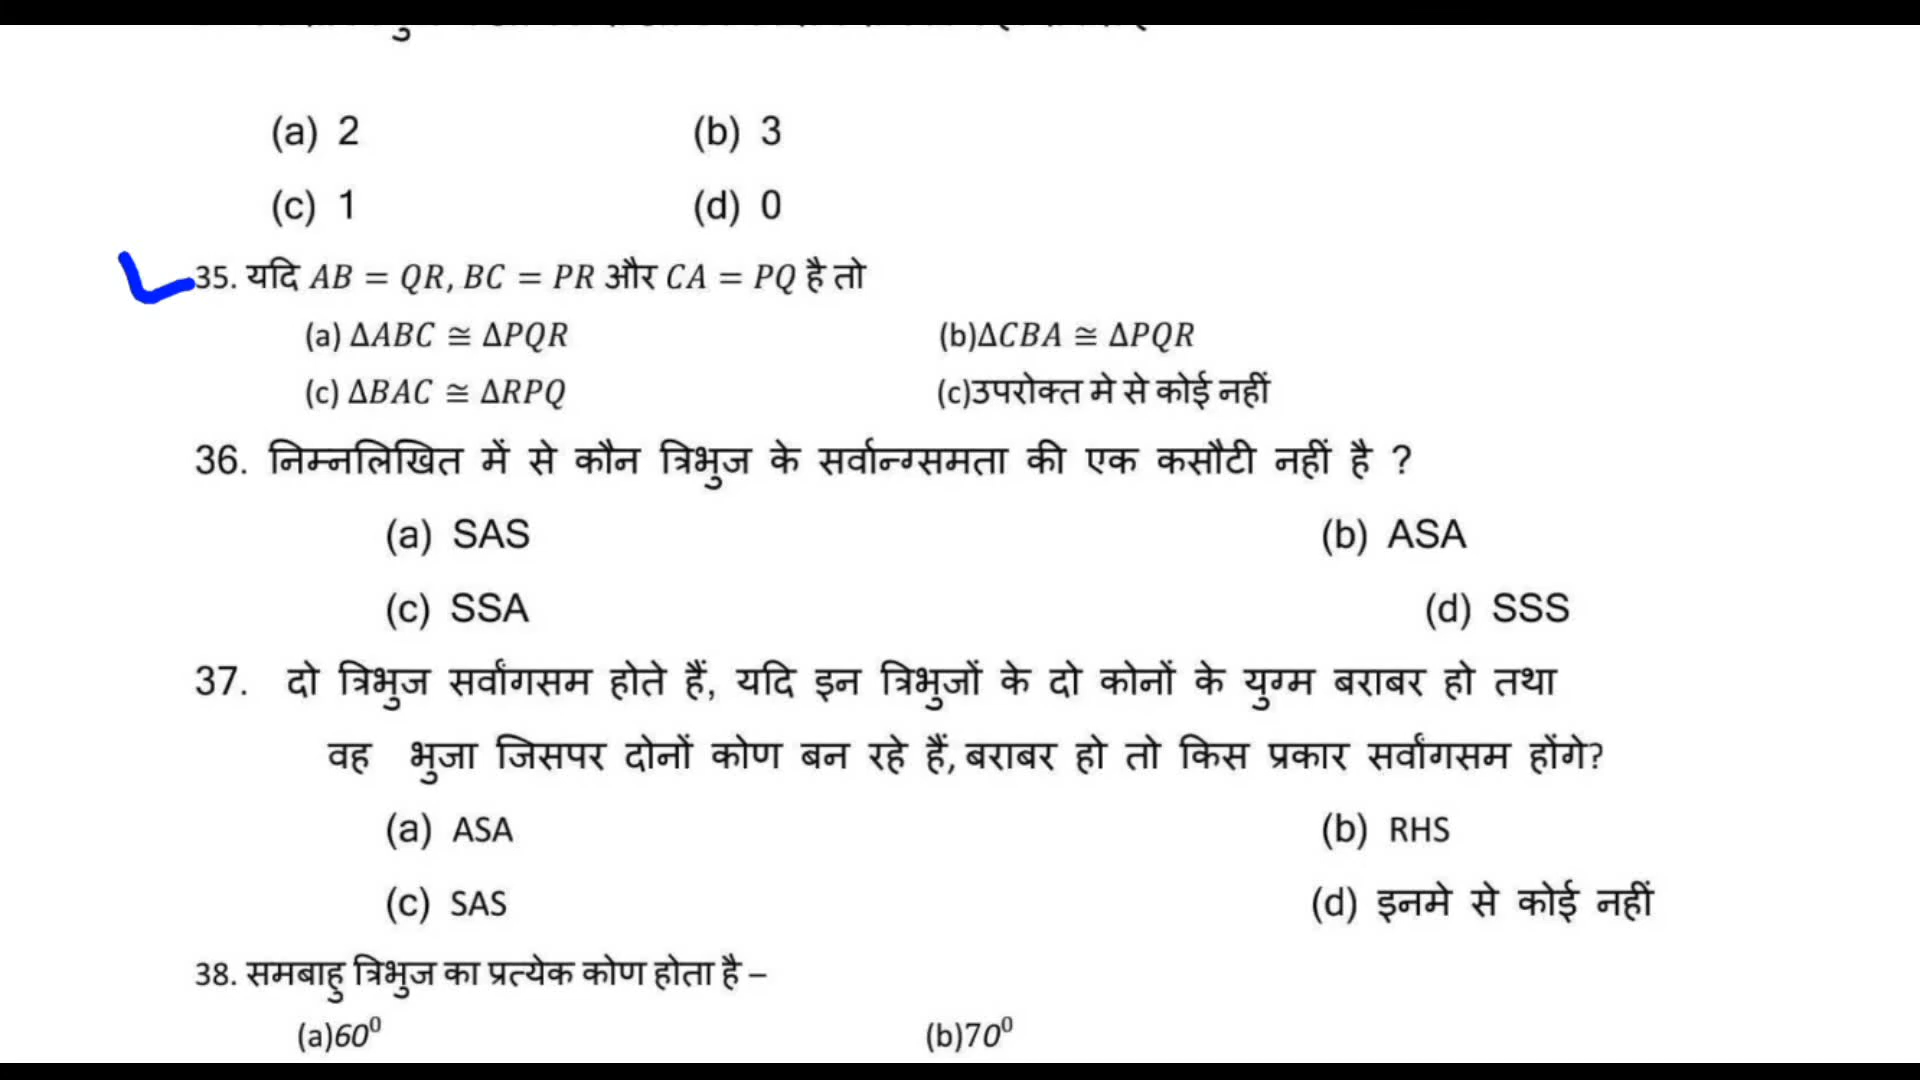 (a) 2 (b) 3
(c) 1 (d) 0
35. यदि AB = QR, BC = PR और CA = PQ है तो
(a) ΔABC ≅ ΔPQR (b)ΔCBA ≅ ΔPQR
(c) ΔBAC ≅ ΔRPQ (c)उपरोक्त मे से कोई नहीं
36. निम्नलिखित में से कौन त्रिभुज के सर्वान्ग्समता की एक कसौटी नहीं है ?
(a) SAS (b) ASA
(c) SSA (d) SSS
37. दो त्रिभुज सर्वांगसम होते हैं, यदि इन त्रिभुजों के दो कोनों के युग्म बराबर हो तथा
वह भुजा जिसपर दोनों कोण बन रहे हैं, बराबर हो तो किस प्रकार सर्वांगसम होंगे?
(a) ASA (b) RHS
(c) SAS (d) इनमे से कोई नहीं
38. समबाहु त्रिभुज का प्रत्येक कोण होता है –
(a)60⁰ (b)70⁰